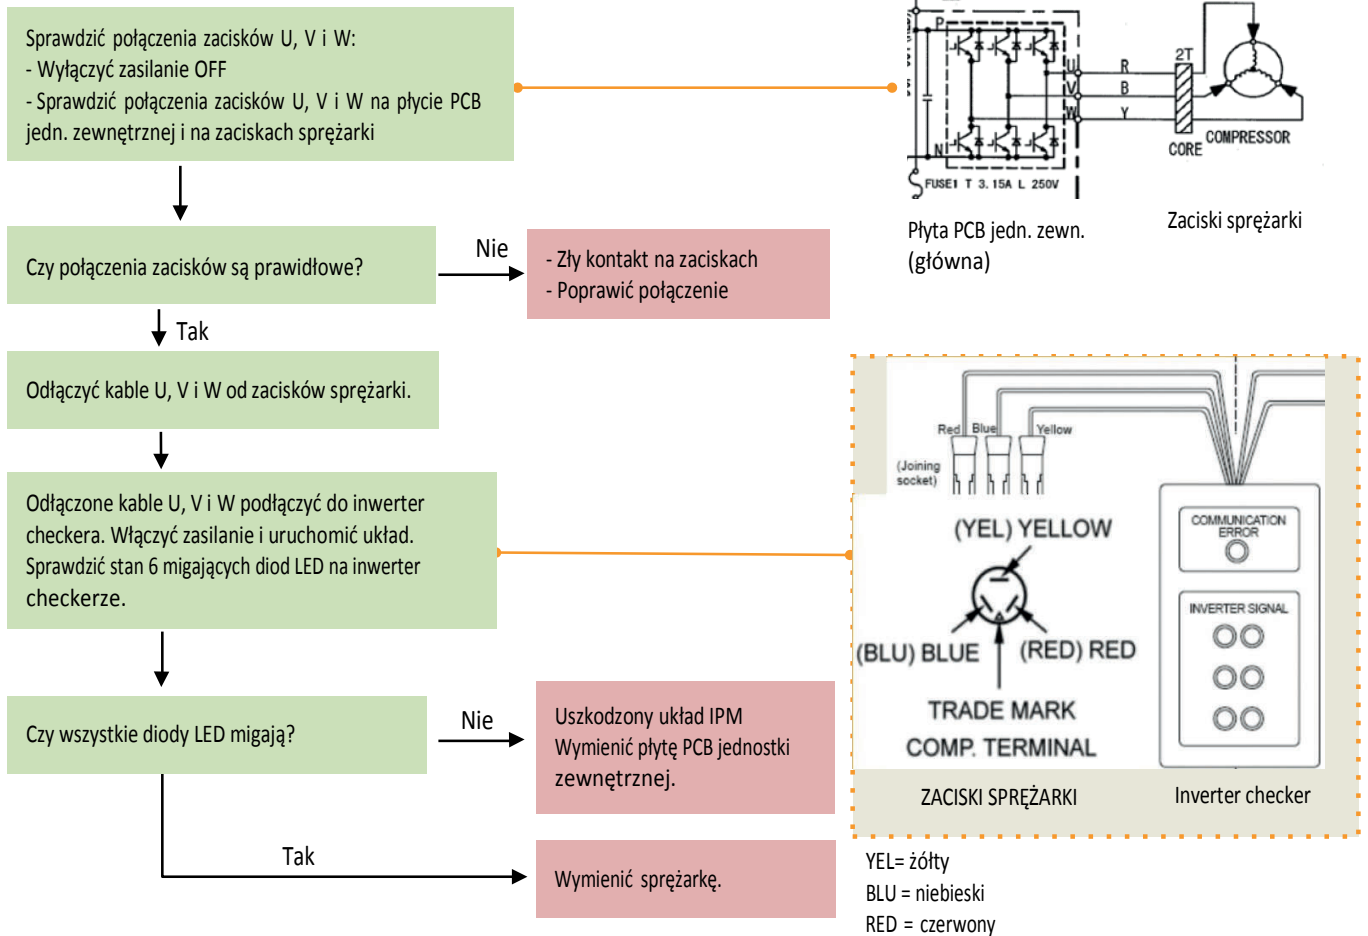 Sprawdzić połączenia zacisków U, V i W:
- Wyłączyć zasilanie OFF
- Sprawdzić połączenia zacisków U, V i W na płycie PCB
jedn. zewnętrznej i na zaciskach sprężarki
Czy połączenia zacisków są prawidłowe?
Nie
- Zły kontakt na zaciskach
- Poprawić połączenie
Tak
Odłączyć kable U, V i W od zacisków sprężarki.
Odłączone kable U, V i W podłączyć do inwerter
checkera. Włączyć zasilanie i uruchomić układ.
Sprawdzić stan 6 migających diod LED na inwerter
checkerze.
Czy wszystkie diody LED migają?
Nie
Uszkodzony układ IPM
Wymienić płytę PCB jednostki
zewnętrznej.
Tak
Wymienić sprężarkę.
P
N
U
V
W
R
B
Y
2T
CORE
COMPRESSOR
FUSE1 T 3.15A L 250V
Płyta PCB jedn. zewn.
(główna)
Zaciski sprężarki
Red Blue Yellow
(Joining
socket)
(YEL) YELLOW
(BLU) BLUE
(RED) RED
TRADE MARK
COMP. TERMINAL
COMMUNICATION
ERROR
INVERTER SIGNAL
ZACISKI SPRĘŻARKI
Inverter checker
YEL= żółty
BLU = niebieski
RED = czerwony